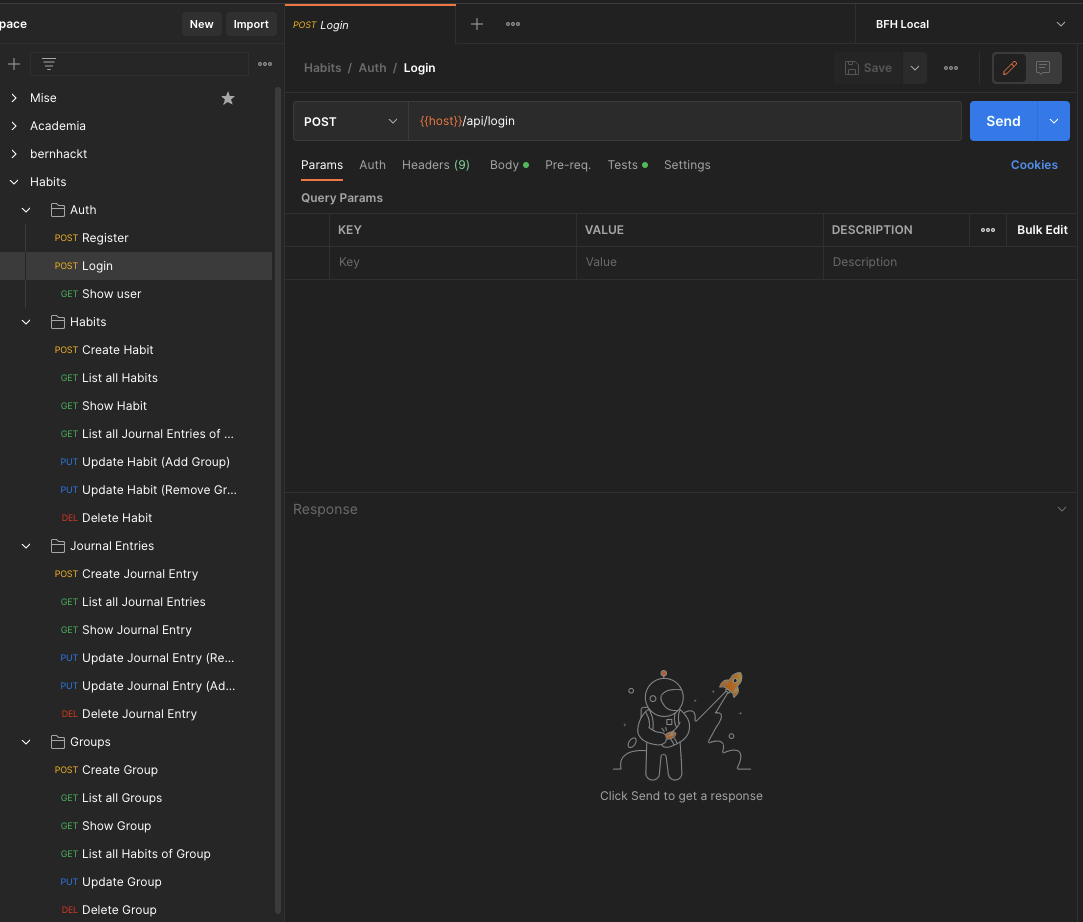 pace
New
Import
POST Login
BFH Local
Habits / Auth / Login
Save
Mise
Academia
bernhackt
Habits
Auth
POST Register
POST Login
GET Show user
Habits
POST Create Habit
GET List all Habits
GET Show Habit
GET List all Journal Entries of ...
PUT Update Habit (Add Group)
PUT Update Habit (Remove Gr...
DEL Delete Habit
Journal Entries
POST Create Journal Entry
GET List all Journal Entries
GET Show Journal Entry
PUT Update Journal Entry (Re...
PUT Update Journal Entry (Ad...
DEL Delete Journal Entry
Groups
POST Create Group
GET List all Groups
GET Show Group
GET List all Habits of Group
PUT Update Group
DEL Delete Group
POST
{{host}}/api/login
Send
Params Auth Headers (9) Body Pre-req. Tests Settings
Cookies
Query Params
KEY VALUE DESCRIPTION Bulk Edit
Key Value Description
Response
Click Send to get a response